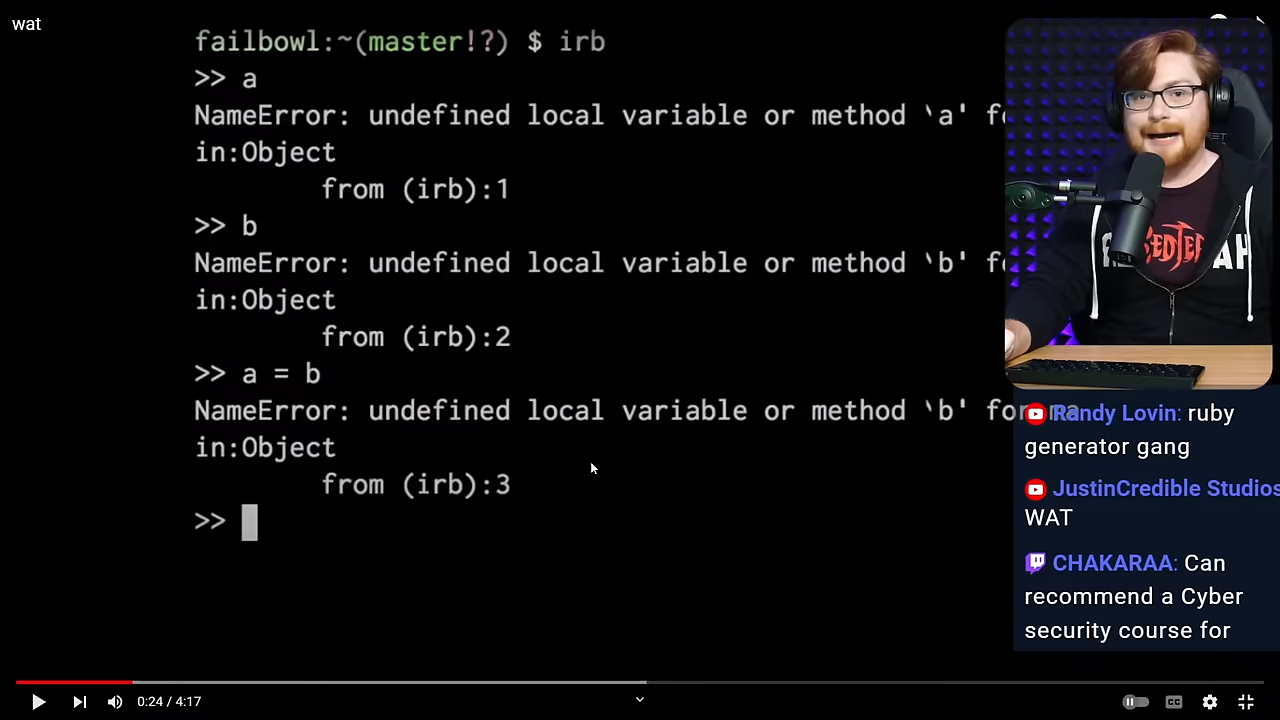 wat
failbowl:~(master!?) $ irb
>> a
NameError: undefined local variable or method `a'
in:Object
from (irb):1
>> b
NameError: undefined local variable or method `b'
in:Object
from (irb):2
>> a = b
NameError: undefined local variable or method `b' for
in:Object
from (irb):3
>>
Randy Lovin: ruby
generator gang
JustinCredible Studios
WAT
CHAKARAA: Can
recommend a Cyber
security course for
0:24 / 4:17
CC